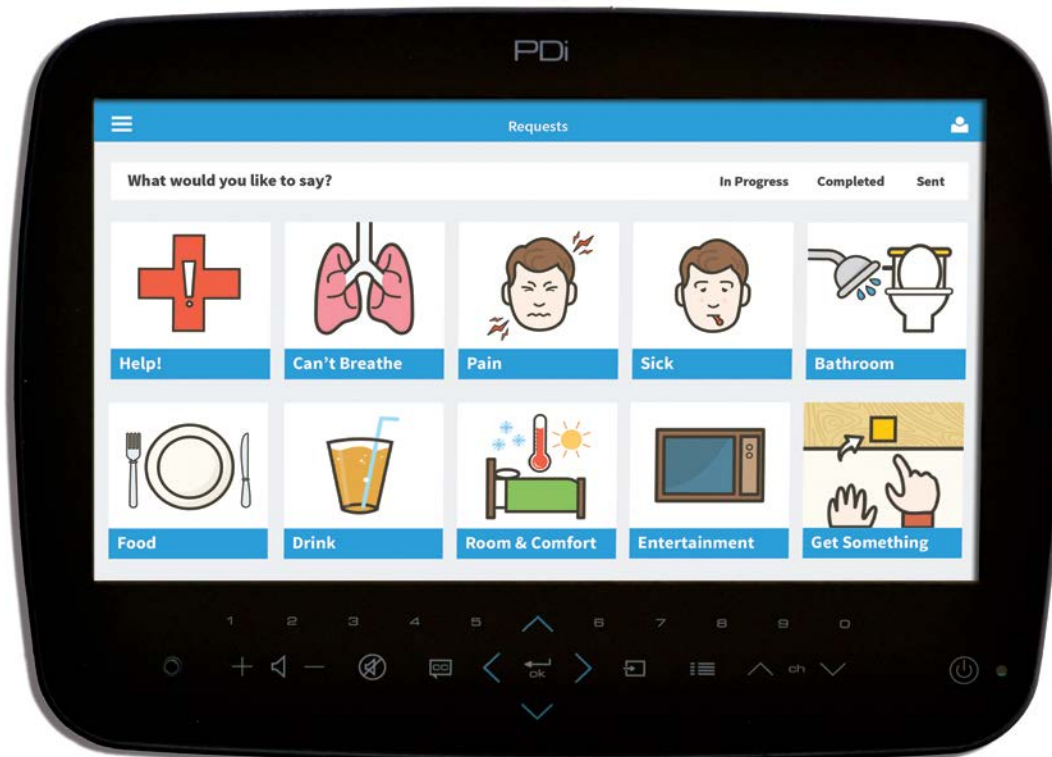 PDi
Requests
What would you like to say? In Progress Completed Sent
Help! Can't Breathe Pain Sick Bathroom
Food Drink Room & Comfort Entertainment Get Something
1 2 3 4 5 6 7 8 9 0
CC ok ch